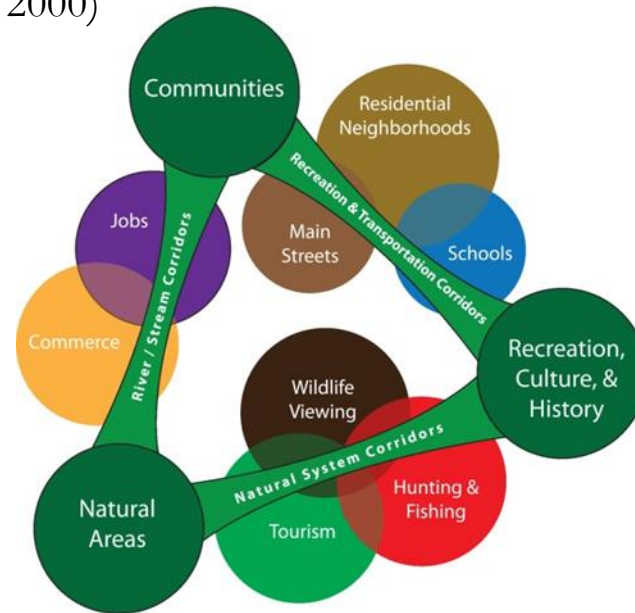 2000)
Communities
Residential
Neighborhoods
Recreation & Transportation Corridors
Jobs
River / Stream Corridors
Main
Streets
Schools
Commerce
Recreation,
Culture, &
History
Wildlife
Viewing
Natural System Corridors
Hunting &
Fishing
Natural
Areas
Tourism